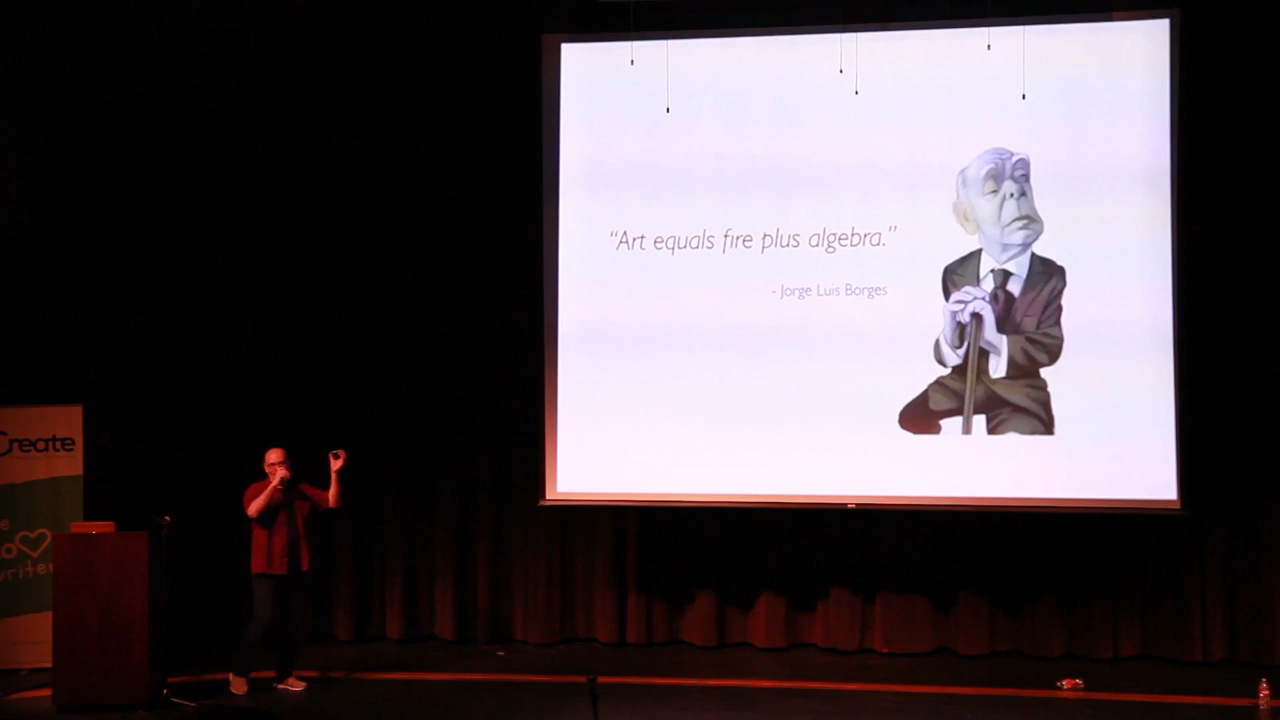 “Art equals fire plus algebra.”
- Jorge Luis Borges
Create